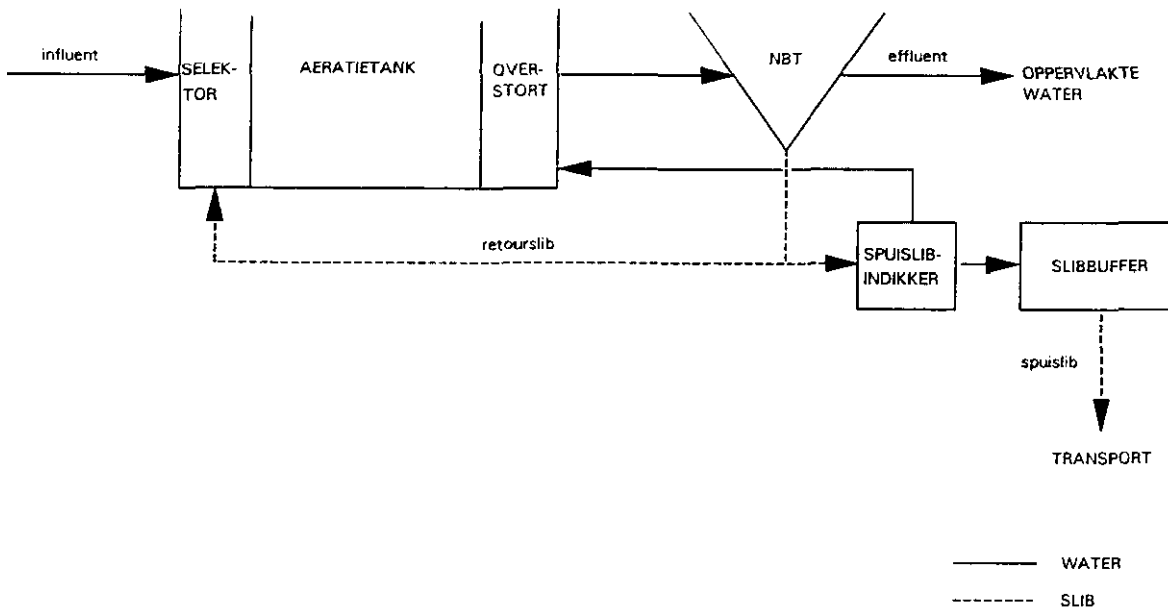 influent
SELEK-
TOR
AERATIETANK
OVER-
STORT
NBT
effluent
OPPERVLAKTE
WATER
retourslib
SPUISLIB-
INDIKKER
SLIBBUFFER
spuislib
TRANSPORT
WATER
SLIB